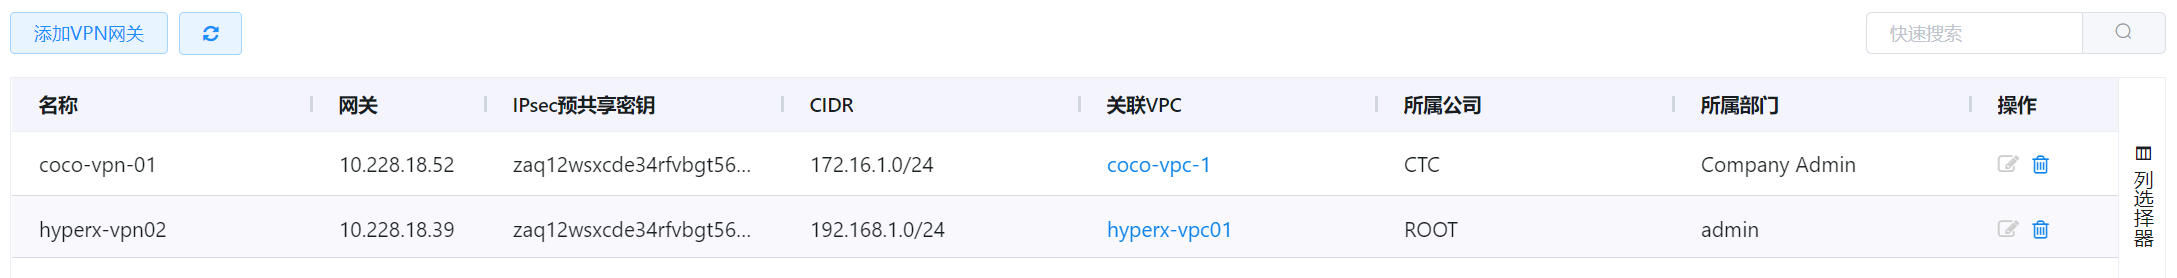 添加VPN网关
快速搜索
名称 网关 IPsec预共享密钥 CIDR 关联VPC 所属公司 所属部门 操作
coco-vpn-01 10.228.18.52 zaq12wsxcde34rfvbgt56... 172.16.1.0/24 coco-vpc-1 CTC Company Admin
hyperx-vpn02 10.228.18.39 zaq12wsxcde34rfvbgt56... 192.168.1.0/24 hyperx-vpc01 ROOT admin
列选择器